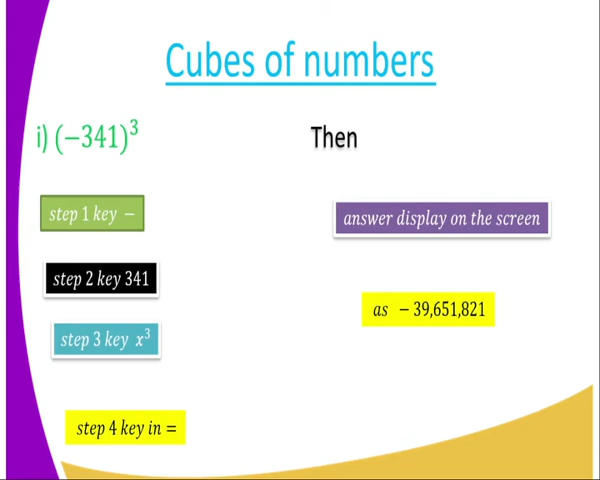 Cubes of numbers
i) (−341)³
Then
step 1 key −
answer display on the screen
step 2 key 341
as − 39,651,821
step 3 key x³
step 4 key in =